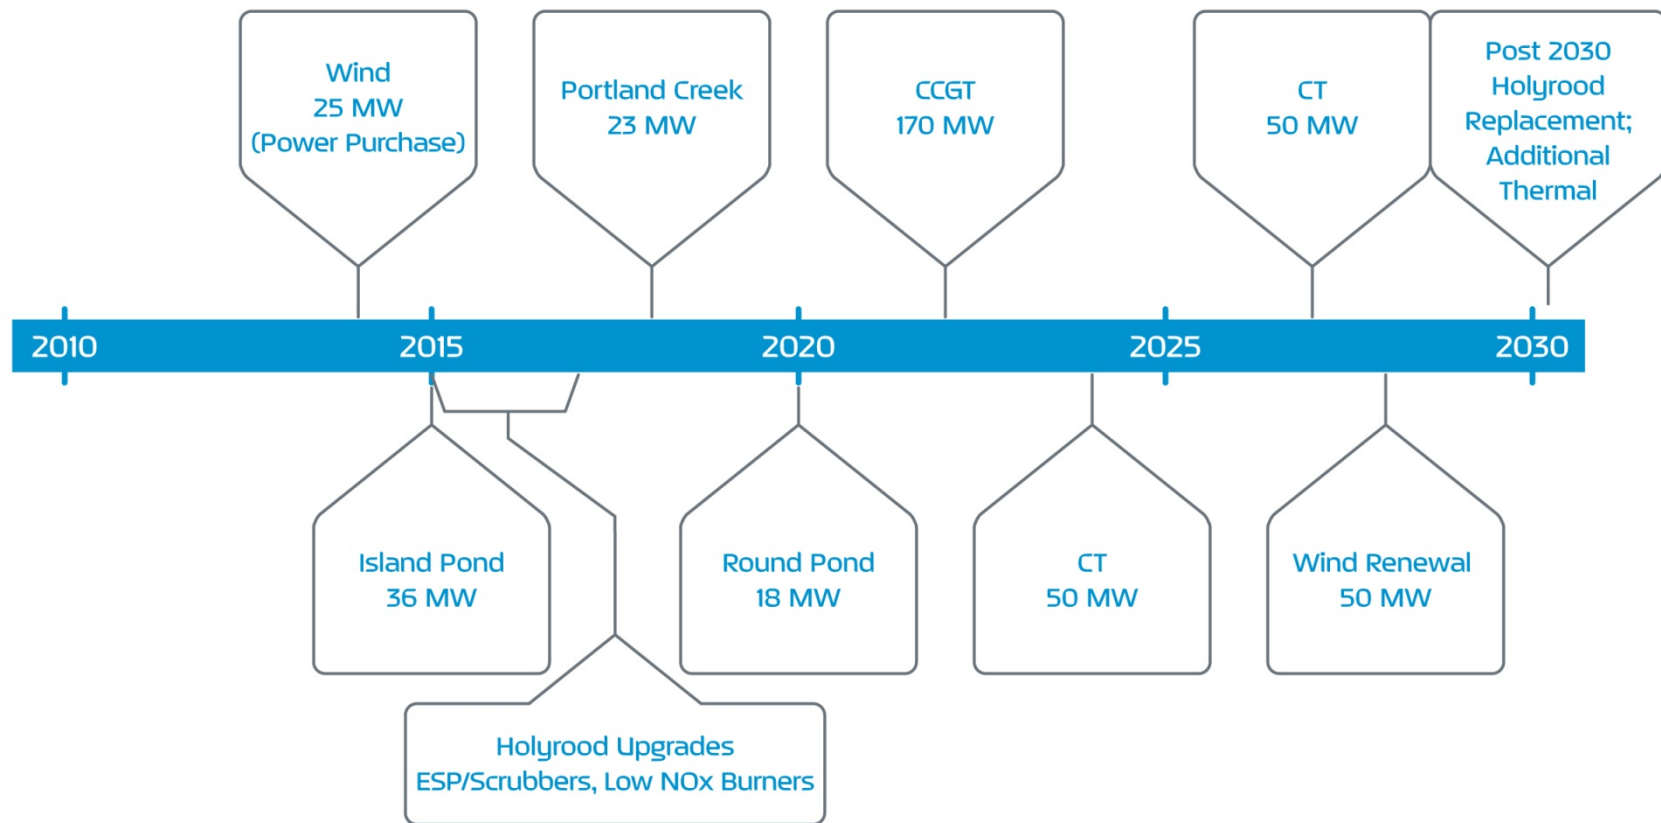 Wind
25 MW
(Power Purchase)
Portland Creek
23 MW
CCGT
170 MW
CT
50 MW
Post 2030
Holyrood
Replacement;
Additional
Thermal
2010
2015
2020
2025
2030
Island Pond
36 MW
Round Pond
18 MW
CT
50 MW
Wind Renewal
50 MW
Holyrood Upgrades
ESP/Scrubbers, Low NOx Burners